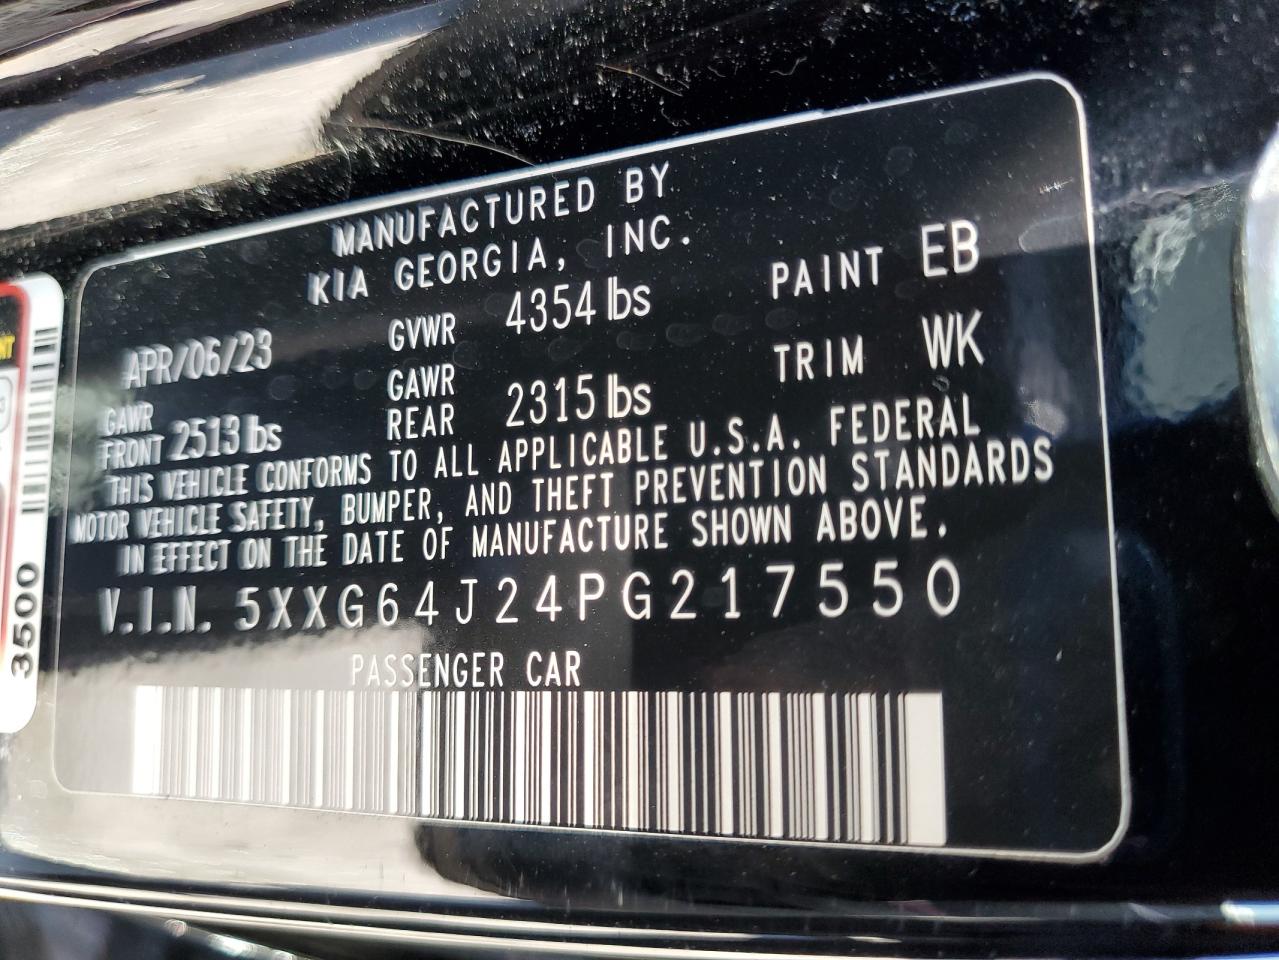 MANUFACTURED BY
KIA GEORGIA, INC.
APR/06/23 GVWR 4354 lbs PAINT EB
GAWR FRONT 2513 lbs GAWR REAR 2315 lbs TRIM WK
THIS VEHICLE CONFORMS TO ALL APPLICABLE U.S.A. FEDERAL
MOTOR VEHICLE SAFETY, BUMPER, AND THEFT PREVENTION STANDARDS
IN EFFECT ON THE DATE OF MANUFACTURE SHOWN ABOVE.
V.I.N. 5XXG64J24PG217550
PASSENGER CAR
3500